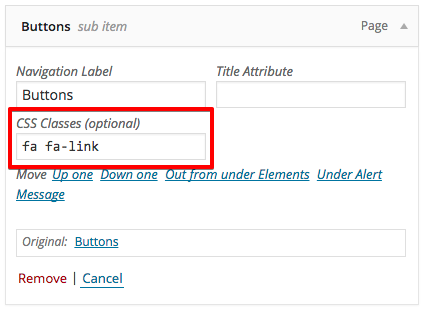 Buttons sub item Page
Navigation Label Title Attribute
Buttons
CSS Classes (optional)
fa fa-link
Move Up one Down one Out from under Elements Under Alert
Message
Original: Buttons
Remove | Cancel